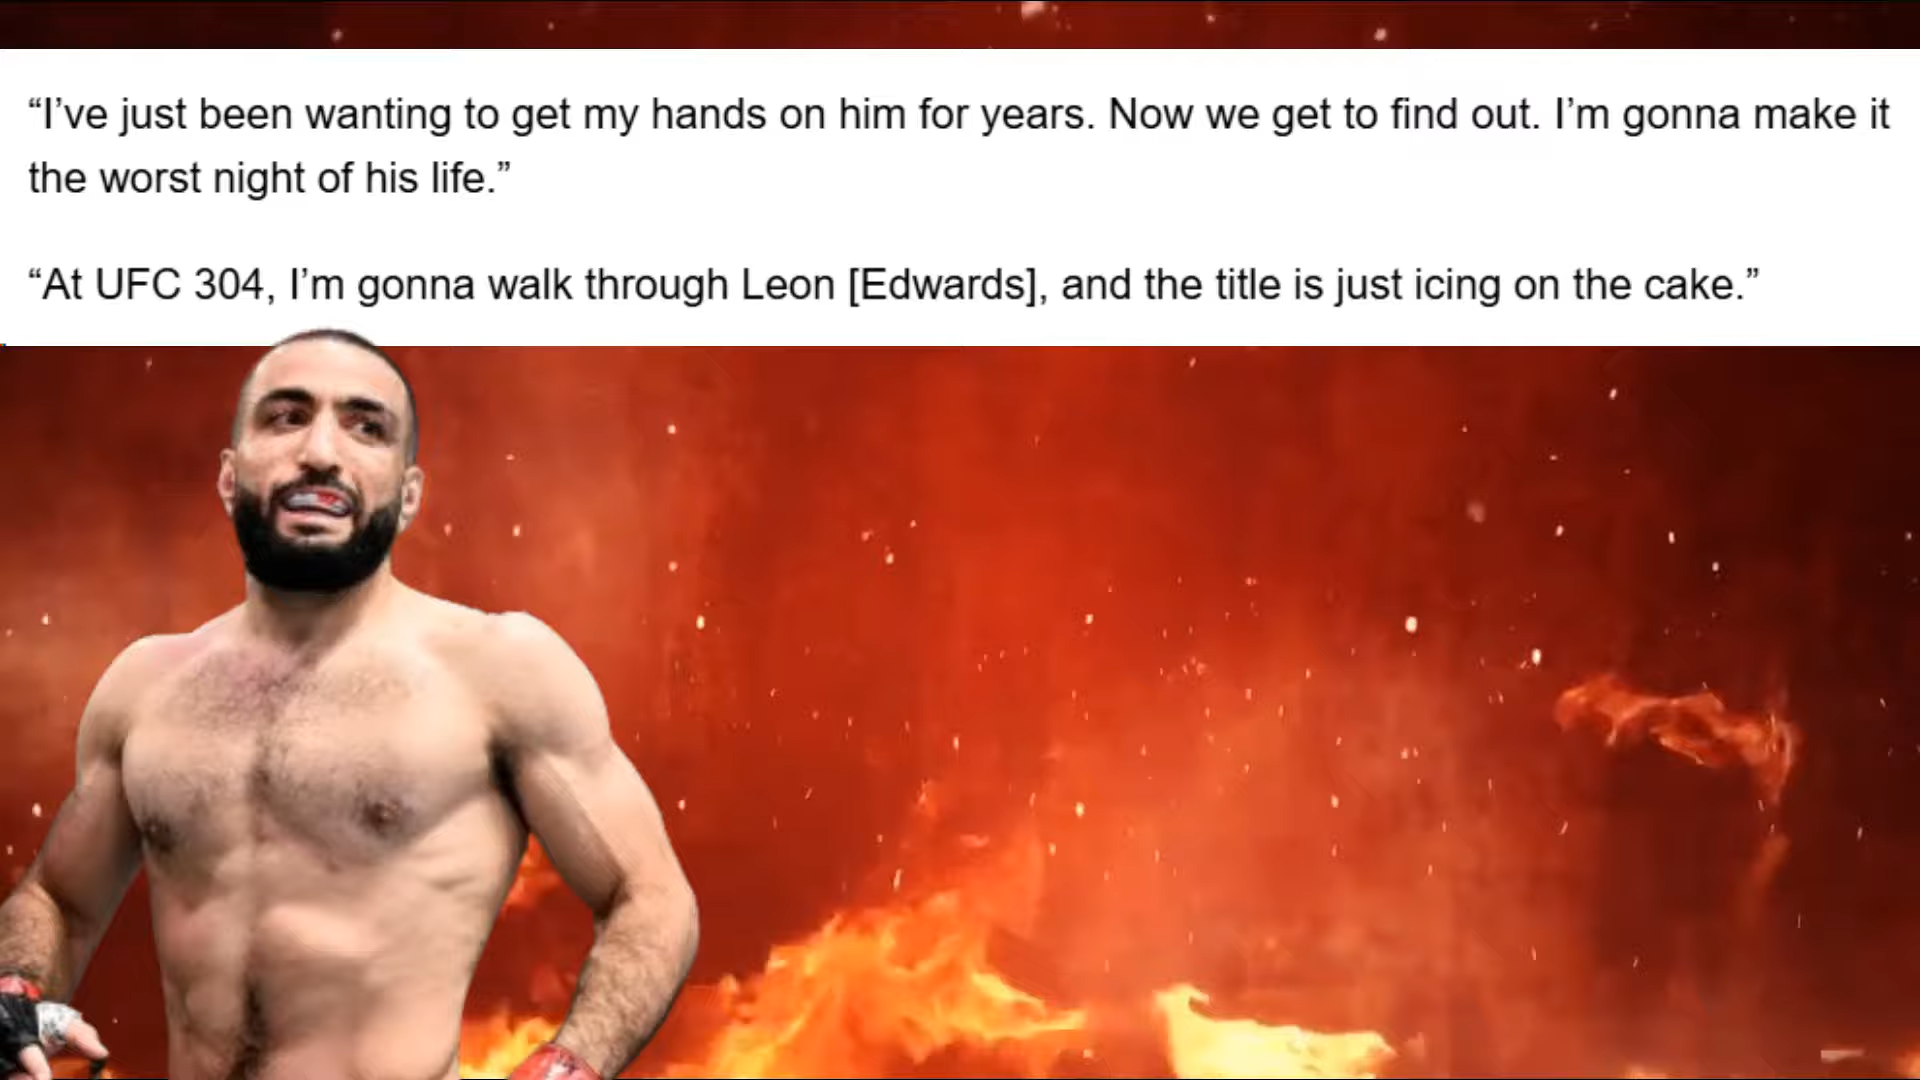 “I’ve just been wanting to get my hands on him for years. Now we get to find out. I’m gonna make it
the worst night of his life.”
“At UFC 304, I’m gonna walk through Leon [Edwards], and the title is just icing on the cake.”